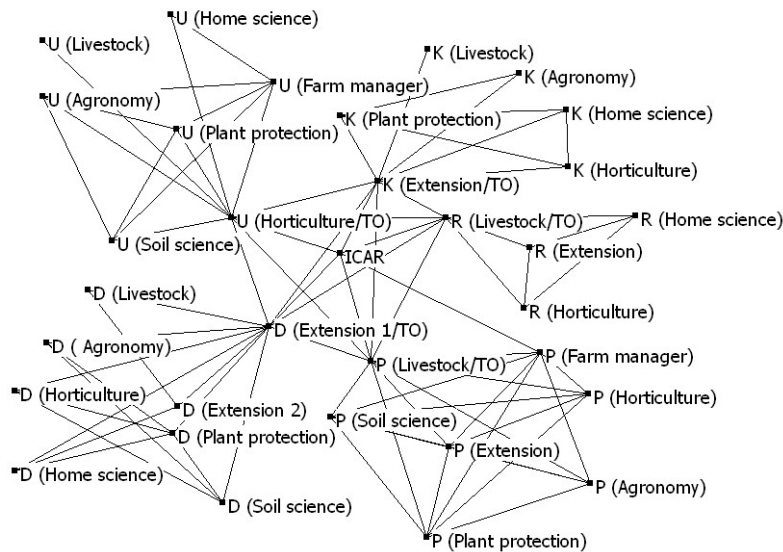 U (Home science)
U (Livestock)
K (Livestock)
K (Agronomy)
U (Farm manager)
U (Agronomy)
K (Plant protection)
K (Home science)
U (Plant protection)
K (Horticulture)
K (Extension/TO)
U (Horticulture/TO)
R (Livestock/TO)
R (Home science)
U (Soil science)
R (Extension)
ICAR
D (Livestock)
R (Horticulture)
D (Extension 1/TO)
D ( Agronomy)
P (Farm manager)
P (Livestock/TO)
D (Horticulture)
P (Horticulture)
D (Extension 2)
P (Soil science)
D (Plant protection)
P (Extension)
D (Home science)
P (Agronomy)
D (Soil science)
P (Plant protection)